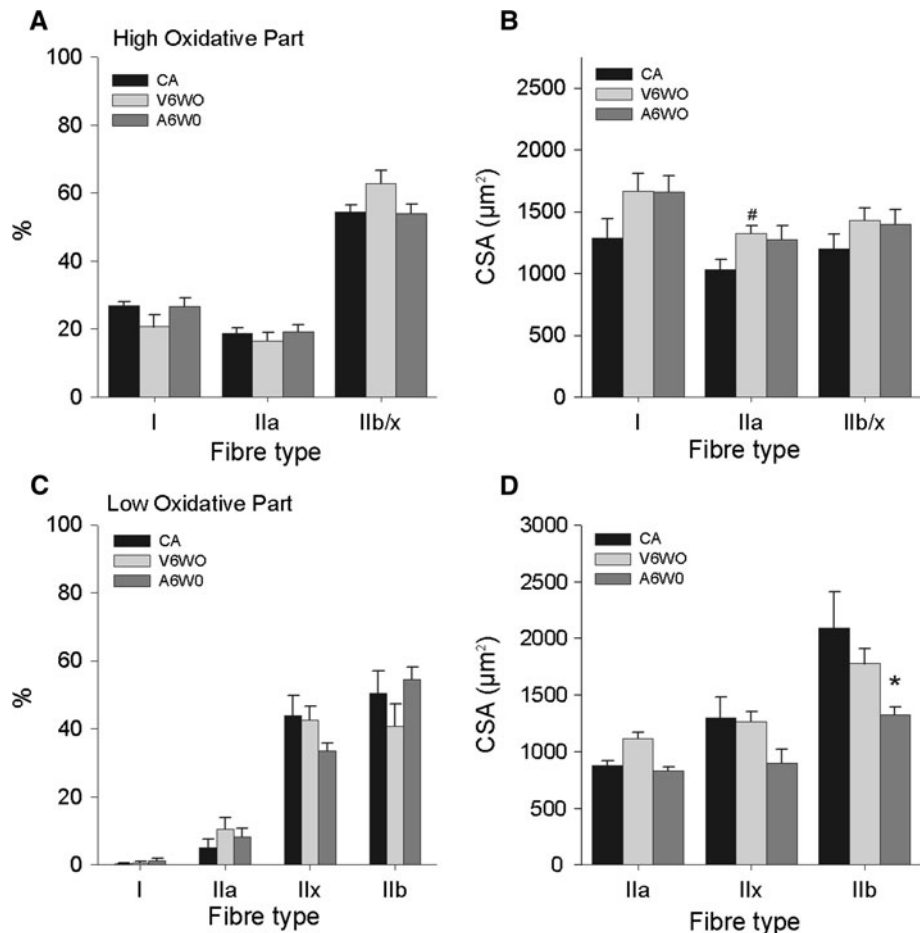 A
High Oxidative Part
100
80
60
40
20
0
%
CA
V6WO
A6W0
I IIa IIb/x
Fibre type
B
2500
2000
1500
1000
500
0
CSA (µm²)
CA
V6WO
A6WO
#
I IIa IIb/x
Fibre type
C
Low Oxidative Part
100
80
60
40
20
0
%
CA
V6WO
A6W0
I IIa IIx IIb
Fibre type
D
3000
2500
2000
1500
1000
500
0
CSA (µm²)
CA
V6WO
A6W0
*
IIa IIx IIb
Fibre type